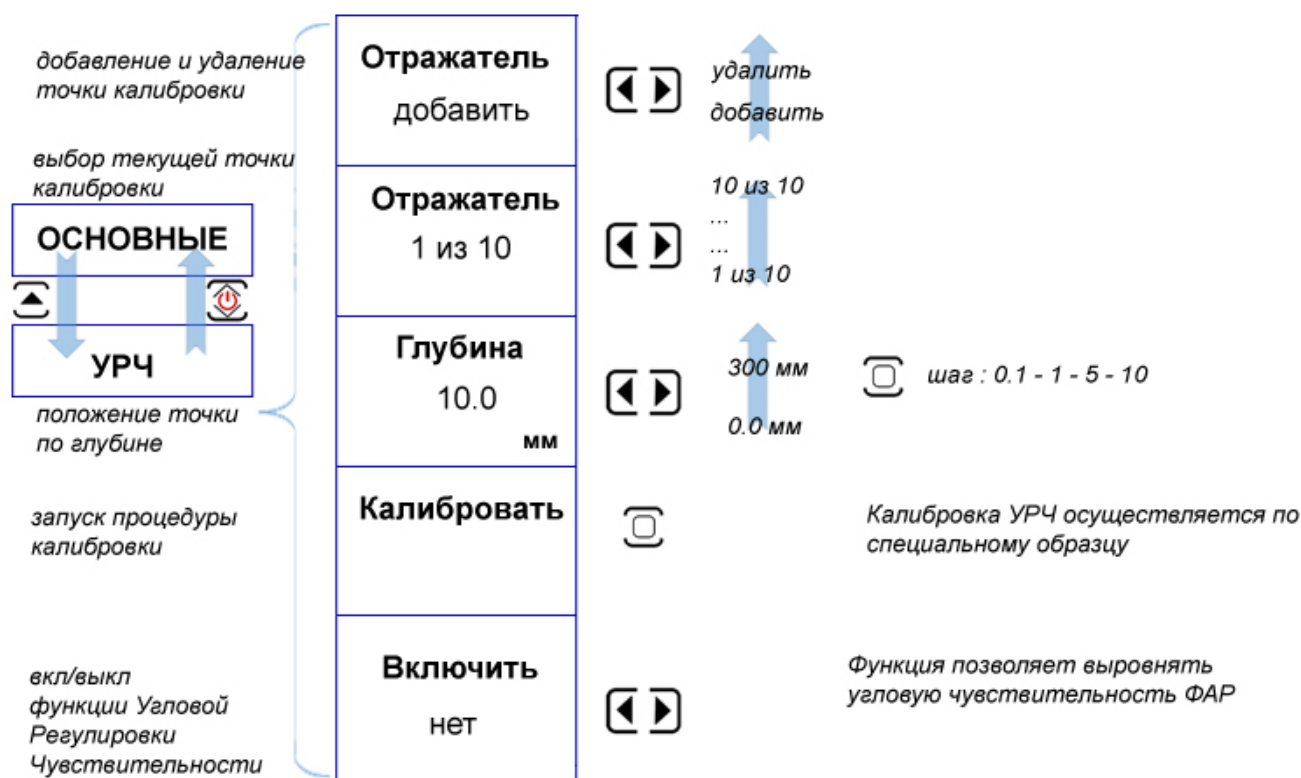 добавление и удаление
точки калибровки
Отражатель
добавить
удалить
добавить
выбор текущей точки
калибровки
Отражатель
1 из 10
10 из 10
...
...
1 из 10
ОСНОВНЫЕ
УРЧ
положение точки
по глубине
Глубина
10.0
мм
300 мм
0.0 мм
шаг : 0.1 - 1 - 5 - 10
запуск процедуры
калибровки
Калибровать
Калибровка УРЧ осуществляется по
специальному образцу
вкл/выкл
функции Угловой
Регулировки
Чувствительности
Включить
нет
Функция позволяет выровнять
угловую чувствительность ФАР